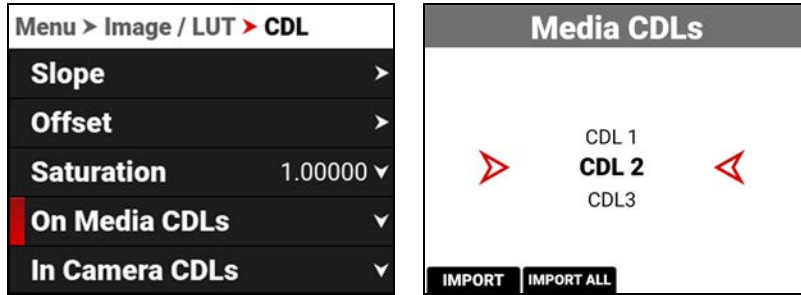 Menu > Image / LUT > CDL
Slope
Offset
Saturation 1.00000
On Media CDLs
In Camera CDLs
Media CDLs
CDL 1
CDL 2
CDL3
IMPORT IMPORT ALL